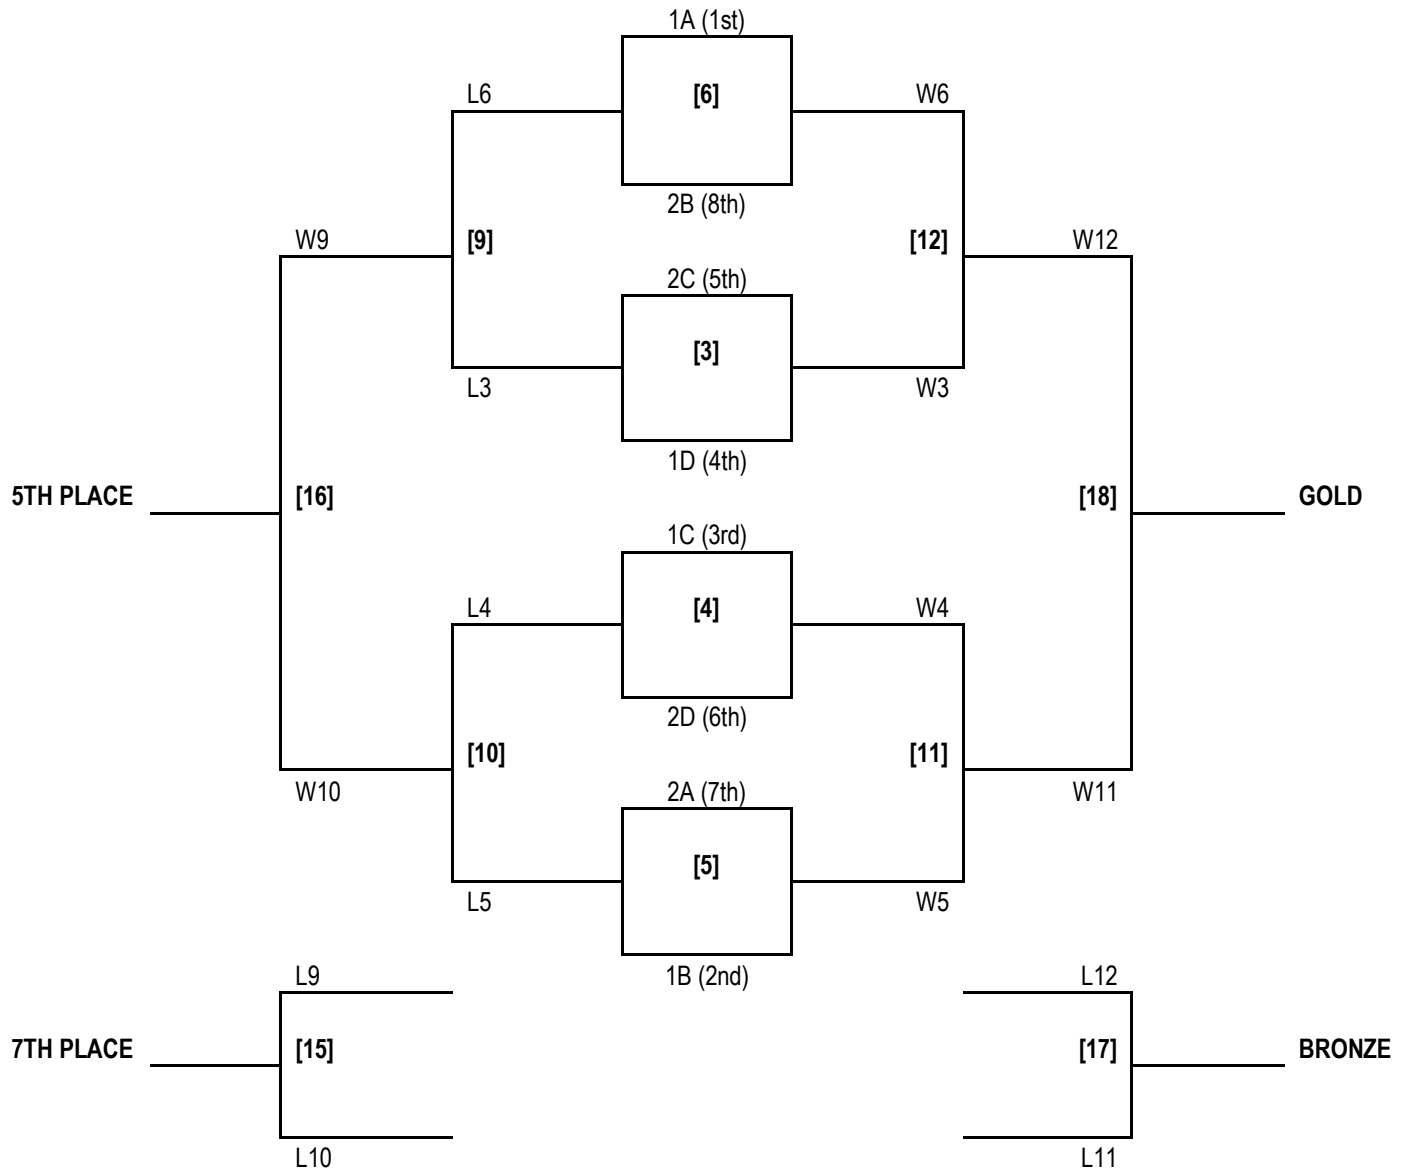 1A (1st)
L6 [6] W6
2B (8th)
W9 [9] [12] W12
2C (5th)
[3]
L3 W3
1D (4th)
5TH PLACE [16] [18] GOLD
1C (3rd)
L4 [4] W4
2D (6th)
[10] [11]
W10 2A (7th) W11
[5]
L5 W5
L9 1B (2nd) L12
7TH PLACE [15] [17] BRONZE
L10 L11